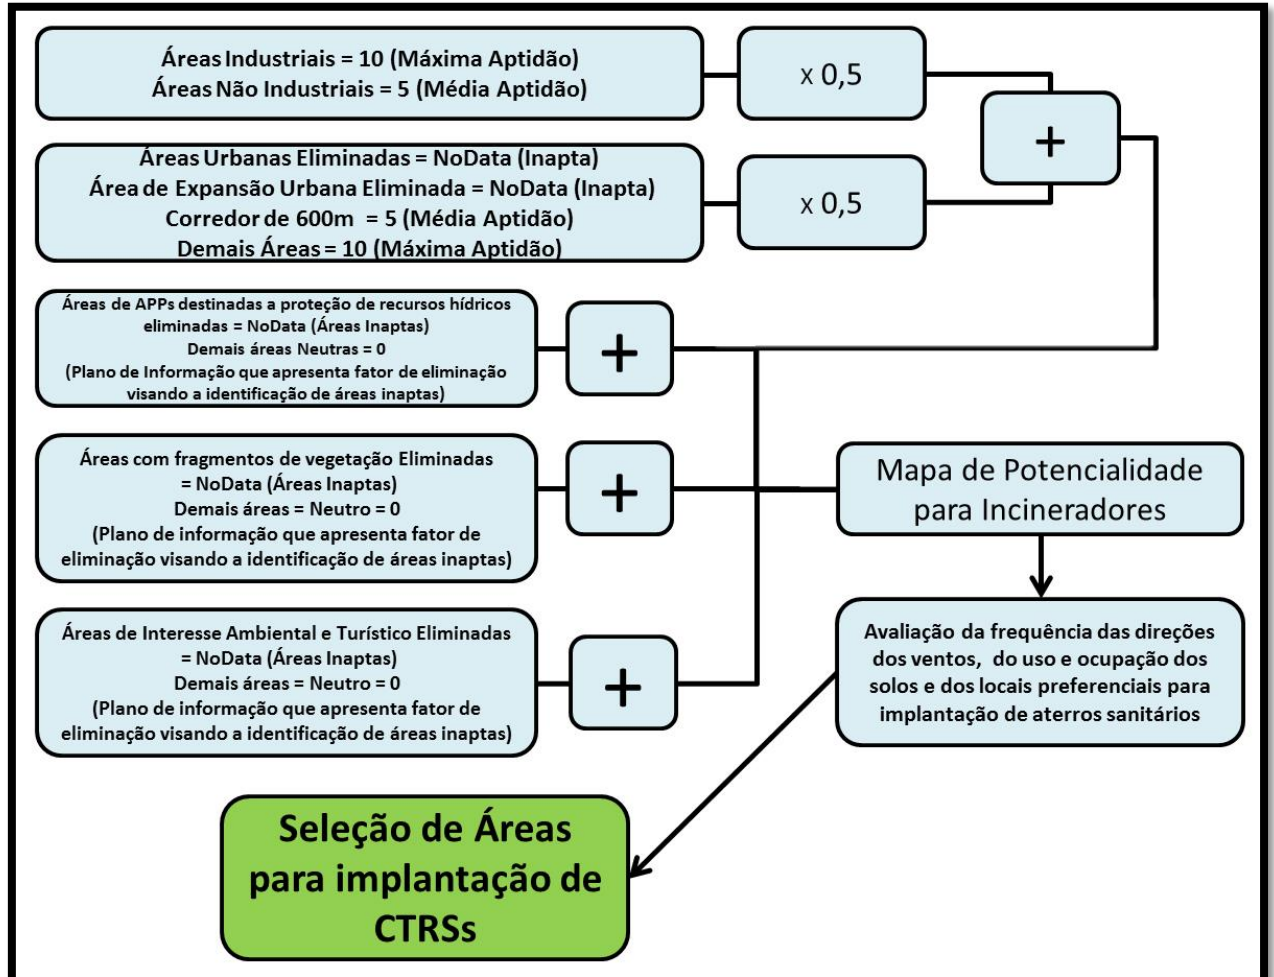 Áreas Industriais = 10 (Máxima Aptidão)
Áreas Não Industriais = 5 (Média Aptidão)
x 0,5
+
Áreas Urbanas Eliminadas = NoData (Inapta)
Área de Expansão Urbana Eliminada = NoData (Inapta)
Corredor de 600m = 5 (Média Aptidão)
Demais Áreas = 10 (Máxima Aptidão)
x 0,5
Áreas de APPs destinadas a proteção de recursos hídricos
eliminadas = NoData (Áreas Inaptas)
Demais áreas Neutras = 0
(Plano de Informação que apresenta fator de eliminação
visando a identificação de áreas inaptas)
+
Áreas com fragmentos de vegetação Eliminadas
= NoData (Áreas Inaptas)
Demais áreas = Neutro = 0
(Plano de informação que apresenta fator de
eliminação visando a identificação de áreas inaptas)
+
Mapa de Potencialidade
para Incineradores
Áreas de Interesse Ambiental e Turístico Eliminadas
= NoData (Áreas Inaptas)
Demais áreas = Neutro = 0
(Plano de informação que apresenta fator de
eliminação visando a identificação de áreas inaptas)
+
Avaliação da frequência das direções
dos ventos, do uso e ocupação dos
solos e dos locais preferenciais para
implantação de aterros sanitários
Seleção de Áreas
para implantação de
CTRSs